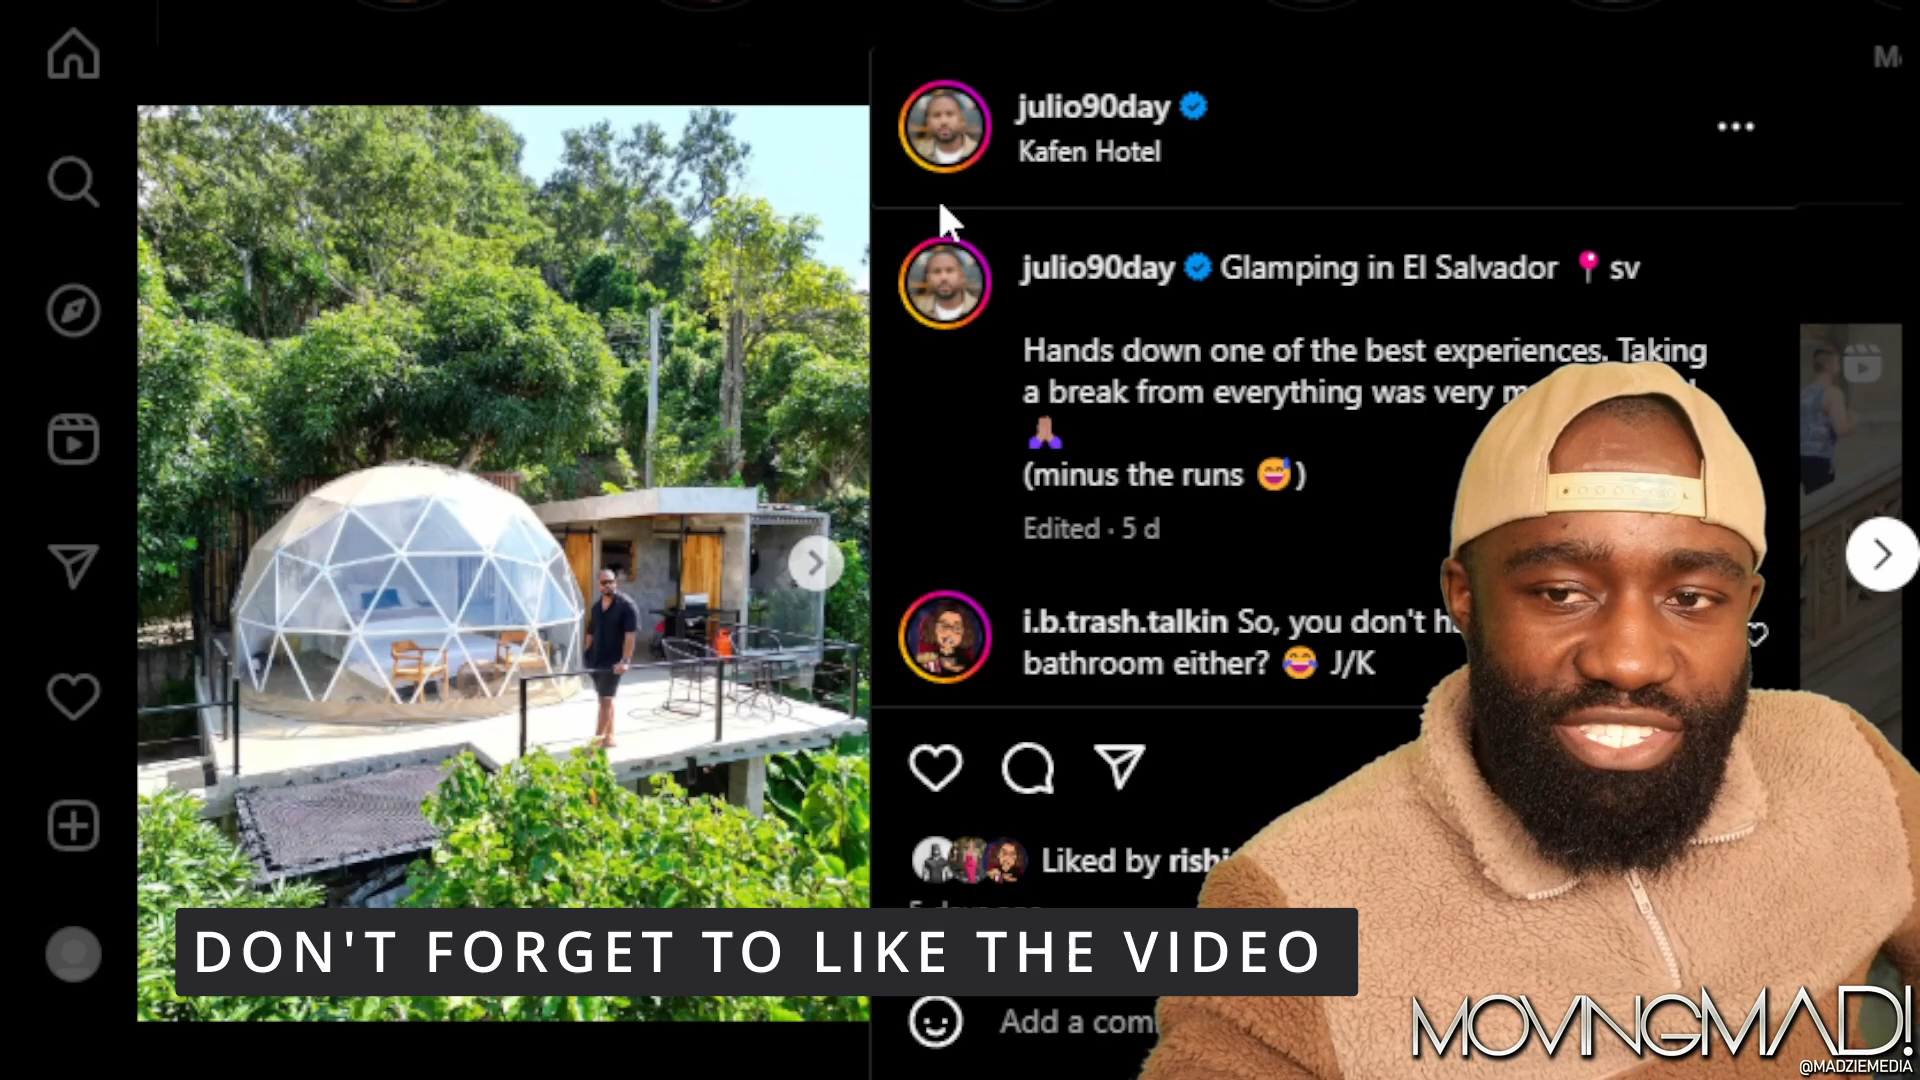 julio90day
Kafen Hotel
julio90day Glamping in El Salvador 📍 sv
Hands down one of the best experiences. Taking
a break from everything was very
🙏🏽
(minus the runs 😅)
Edited · 5 d
i.b.trash.talkin So, you don't
bathroom either? 😂 J/K
Liked by
DON'T FORGET TO LIKE THE VIDEO
Add a
MOVINGMAD!
@MADZIEMEDIA